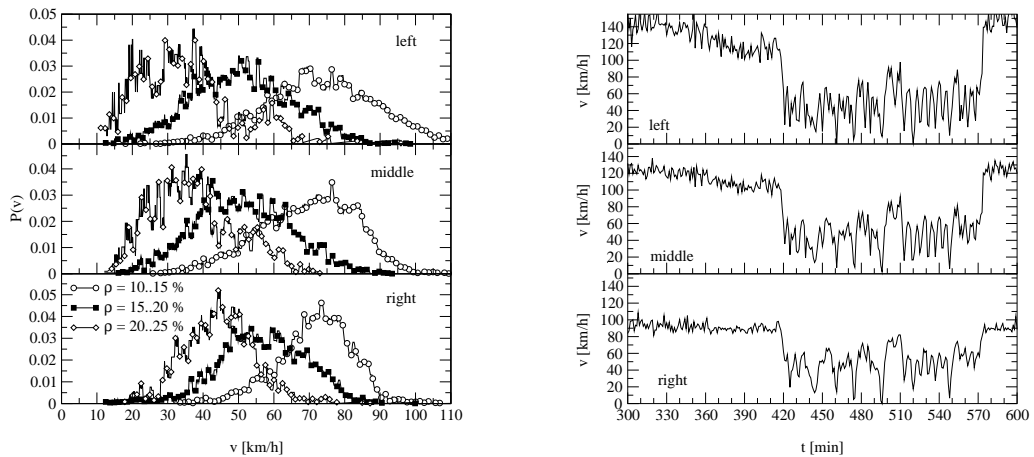 0.05
0.04
0.03
0.02
0.01
0
left
0.04
0.03
0.02
0.01
0
middle
P(v)
0.05
0.04
0.03
0.02
0.01
0
right
ρ = 10..15 %
ρ = 15..20 %
ρ = 20..25 %
0 10 20 30 40 50 60 70 80 90 100 110
v [km/h]
140
120
100
80
60
40
20
0
v [km/h]
left
140
120
100
80
60
40
20
0
v [km/h]
middle
140
120
100
80
60
40
20
0
v [km/h]
right
300 330 360 390 420 450 480 510 540 570 600
t [min]